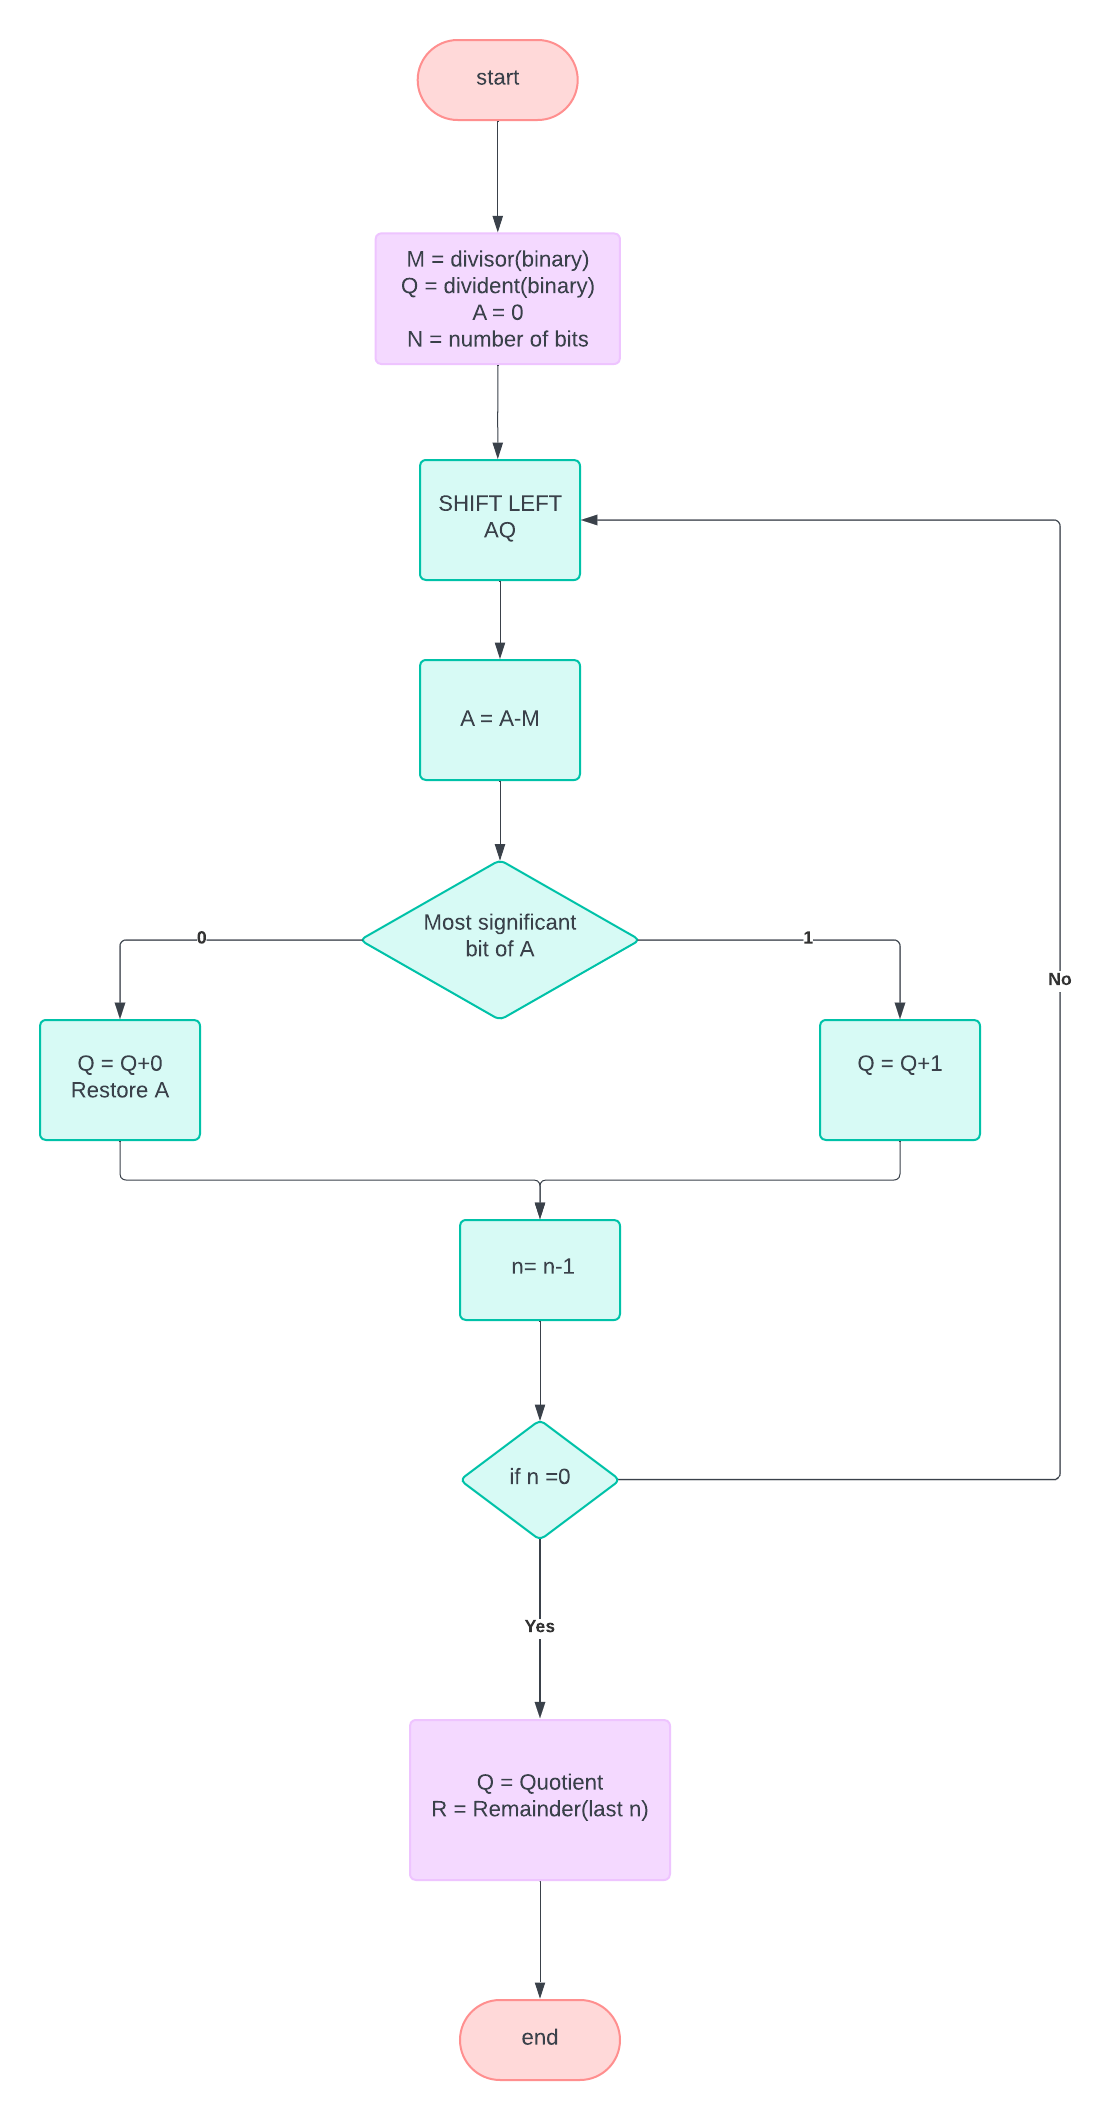 start
M = divisor(binary)
Q = divident(binary)
A = 0
N = number of bits
SHIFT LEFT
AQ
A = A-M
Most significant
bit of A
0
1
No
Q = Q+0
Restore A
Q = Q+1
n= n-1
if n =0
Yes
Q = Quotient
R = Remainder(last n)
end